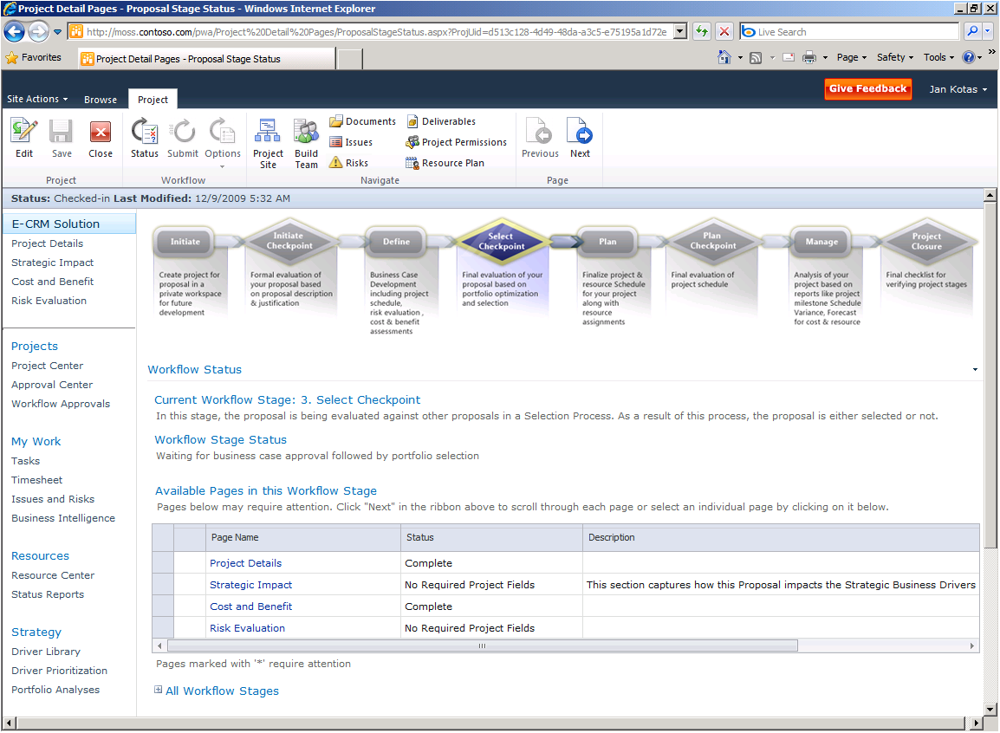 Project Detail Pages - Proposal Stage Status - Windows Internet Explorer
http://moss.contoso.com/pwa/Project%20Detail%20Pages/ProposalStageStatus.aspx?ProjUid=d513c128-4d49-48da-a3c5-e75195a1d72e
Live Search
Favorites
Project Detail Pages - Proposal Stage Status
Page
Safety
Tools
Site Actions
Browse
Project
Give Feedback
Jan Kotas
Edit
Save
Close
Project
Status
Submit
Options
Workflow
Project Site
Build Team
Documents
Issues
Risks
Deliverables
Project Permissions
Resource Plan
Navigate
Previous
Next
Page
Status: Checked-in Last Modified: 12/9/2009 5:32 AM
E-CRM Solution
Project Details
Strategic Impact
Cost and Benefit
Risk Evaluation
Projects
Project Center
Approval Center
Workflow Approvals
My Work
Tasks
Timesheet
Issues and Risks
Business Intelligence
Resources
Resource Center
Status Reports
Strategy
Driver Library
Driver Prioritization
Portfolio Analyses
Initiate
Create project for
proposal in a
private workspace
for future
development
Initiate
Checkpoint
Formal evaluation of
your proposal based
on proposal description
& justification
Define
Business Case
Development
including project
schedule,
risk evaluation ,
cost & benefit
assessments
Select
Checkpoint
Final evaluation of your
proposal based on
portfolio optimization
and selection
Plan
Finalize project &
resource Schedule
for your project
along with
resource
assignments
Plan
Checkpoint
Final evaluation of
project schedule
Manage
Analysis of your
project based on
reports like project
milestone Schedule
Variance, Forecast
for cost & resource
Project
Closure
Final checklist for
verifying project stages
Workflow Status
Current Workflow Stage: 3. Select Checkpoint
In this stage, the proposal is being evaluated against other proposals in a Selection Process. As a result of this process, the proposal is either selected or not.
Workflow Stage Status
Waiting for business case approval followed by portfolio selection
Available Pages in this Workflow Stage
Pages below may require attention. Click "Next" in the ribbon above to scroll through each page or select an individual page by clicking on it below.
Page Name Status Description
Project Details Complete
Strategic Impact No Required Project Fields This section captures how this Proposal impacts the Strategic Business Drivers
Cost and Benefit Complete
Risk Evaluation No Required Project Fields
Pages marked with '*' require attention
All Workflow Stages